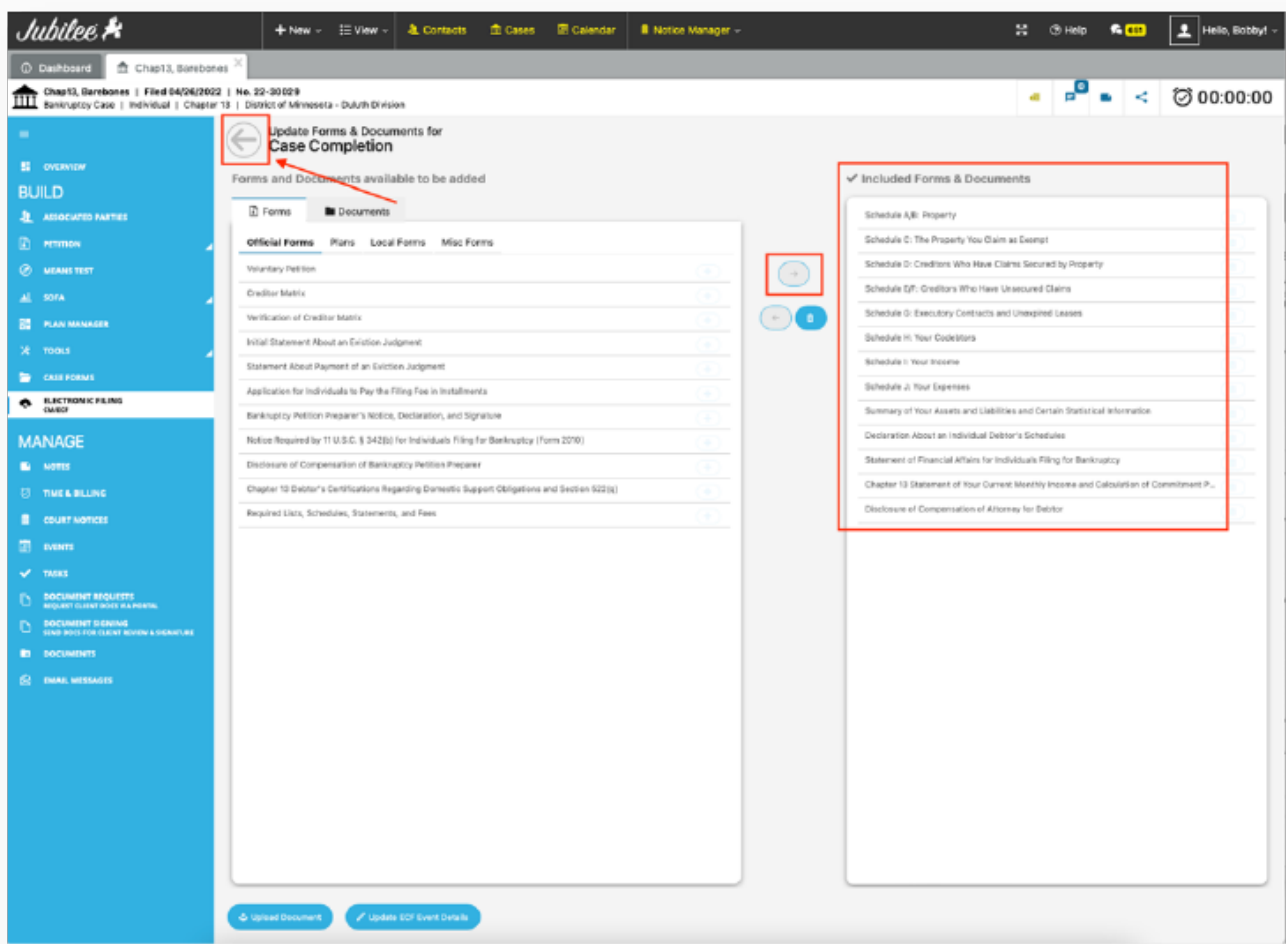 Jubilee
+ New
View
Contacts
Cases
Calendar
Notice Manager
Help
Hello, Bobby!
Dashboard
Chap13, Barebones
Chap13, Barebones | Filed 04/26/2022 | No. 22-30029
Bankruptcy Case | Individual | Chapter 13 | District of Minnesota - Duluth Division
00:00:00
Update Forms & Documents for
Case Completion
OVERVIEW
BUILD
ASSOCIATED PARTIES
PETITION
MEANS TEST
SOFA
PLAN MANAGER
TOOLS
CASE FORMS
ELECTRONIC FILING
CM/ECF
MANAGE
NOTES
TIME & BILLING
COURT NOTICES
EVENTS
TASKS
DOCUMENT REQUESTS
REQUEST CLIENT DOCS VIA PORTAL
DOCUMENT SIGNING
SEND DOCS FOR CLIENT REVIEW & SIGNATURE
DOCUMENTS
EMAIL MESSAGES
Forms and Documents available to be added
Forms
Documents
Official Forms Plans Local Forms Misc Forms
Voluntary Petition
Creditor Matrix
Verification of Creditor Matrix
Initial Statement About an Eviction Judgment
Statement About Payment of an Eviction Judgment
Application for Individuals to Pay the Filing Fee in Installments
Bankruptcy Petition Preparer's Notice, Declaration, and Signature
Notice Required by 11 U.S.C. § 342(b) for Individuals Filing for Bankruptcy (Form 2010)
Disclosure of Compensation of Bankruptcy Petition Preparer
Chapter 13 Debtor's Certifications Regarding Domestic Support Obligations and Section 522(q)
Required Lists, Schedules, Statements, and Fees
Included Forms & Documents
Schedule A/B: Property
Schedule C: The Property You Claim as Exempt
Schedule D: Creditors Who Have Claims Secured by Property
Schedule E/F: Creditors Who Have Unsecured Claims
Schedule G: Executory Contracts and Unexpired Leases
Schedule H: Your Codebtors
Schedule I: Your Income
Schedule J: Your Expenses
Summary of Your Assets and Liabilities and Certain Statistical Information
Declaration About an Individual Debtor's Schedules
Statement of Financial Affairs for Individuals Filing for Bankruptcy
Chapter 13 Statement of Your Current Monthly Income and Calculation of Commitment P...
Disclosure of Compensation of Attorney for Debtor
Upload Document
Update ECF Event Details